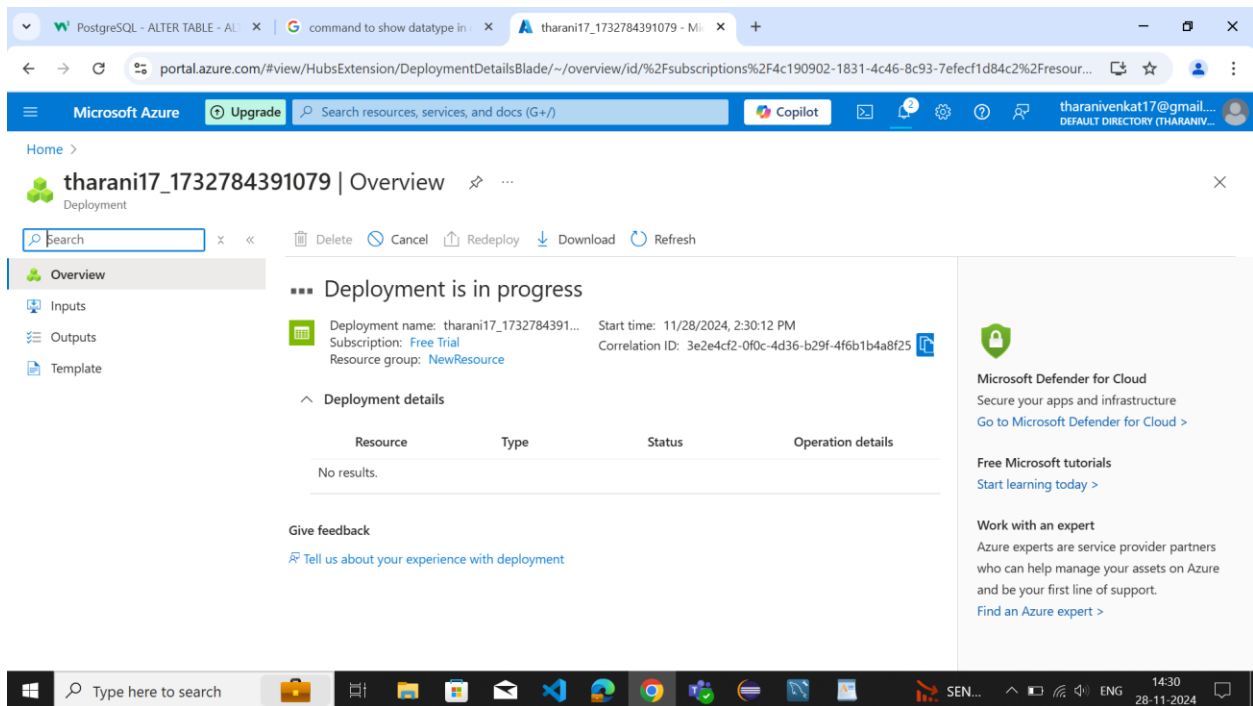 PostgreSQL - ALTER TABLE - AL
command to show datatype in
tharani17_1732784391079 - Mic
portal.azure.com/#view/HubsExtension/DeploymentDetailsBlade/~/overview/id/%2Fsubscriptions%2F4c190902-1831-4c46-8c93-7efecf1d84c2%2Fresour...
Microsoft Azure
Upgrade
Search resources, services, and docs (G+/)
Copilot
2
tharanivenkat17@gmail....
DEFAULT DIRECTORY (THARANIV...
Home >
tharani17_1732784391079 | Overview
Deployment
Search
Delete
Cancel
Redeploy
Download
Refresh
Overview
Inputs
Outputs
Template
Deployment is in progress
Deployment name: tharani17_1732784391...
Subscription: Free Trial
Resource group: NewResource
Start time: 11/28/2024, 2:30:12 PM
Correlation ID: 3e2e4cf2-0f0c-4d36-b29f-4f6b1b4a8f25
Deployment details
Resource Type Status Operation details
No results.
Give feedback
Tell us about your experience with deployment
Microsoft Defender for Cloud
Secure your apps and infrastructure
Go to Microsoft Defender for Cloud >
Free Microsoft tutorials
Start learning today >
Work with an expert
Azure experts are service provider partners
who can help manage your assets on Azure
and be your first line of support.
Find an Azure expert >
Type here to search
SEN...
ENG
14:30
28-11-2024